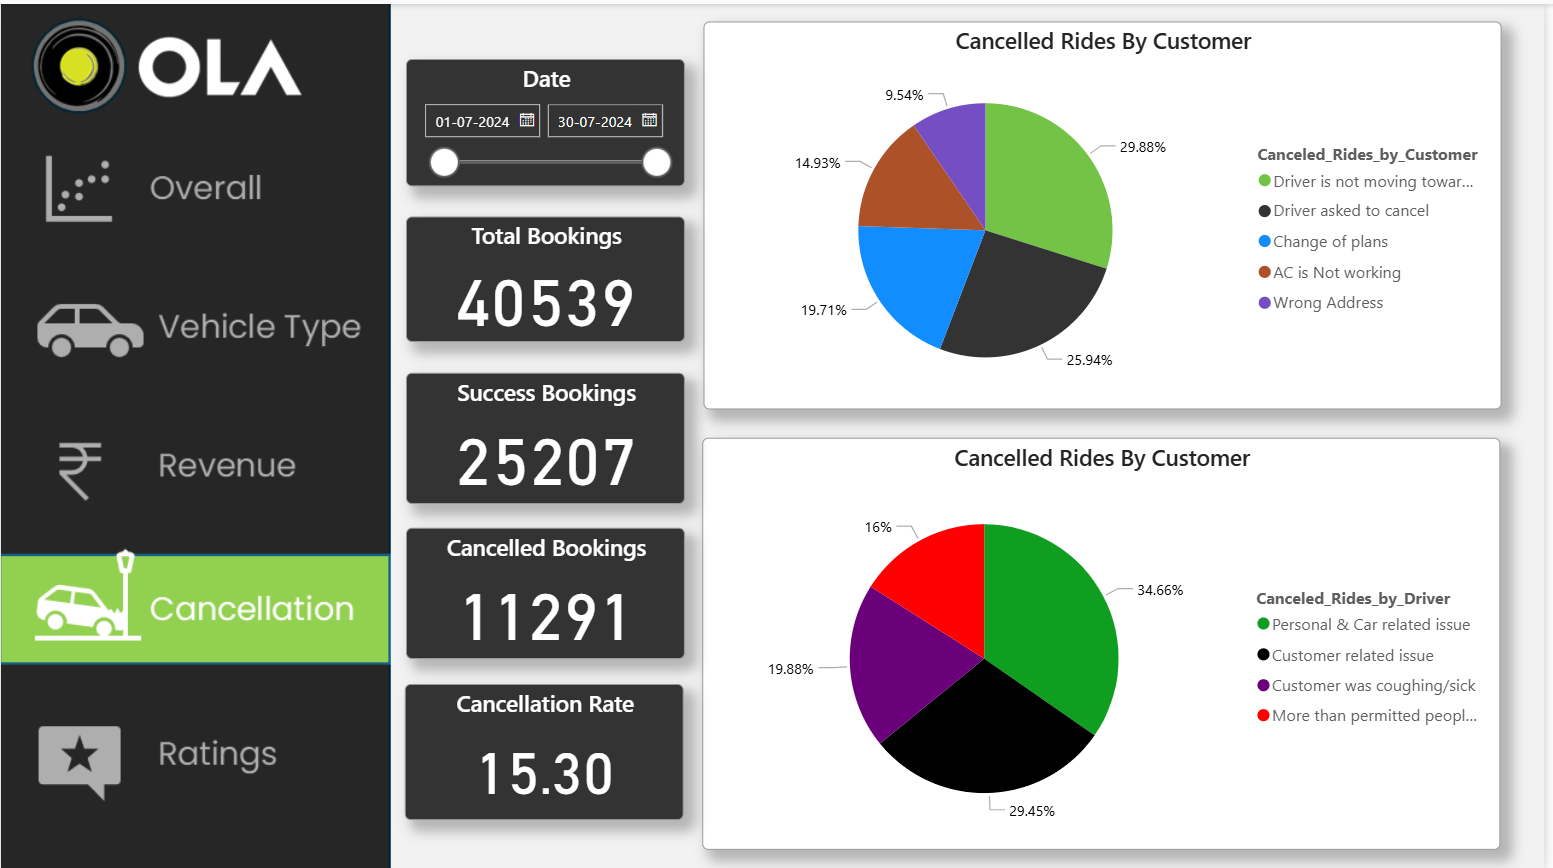 OLA
Overall
Vehicle Type
Revenue
Cancellation
Ratings
Date
01-07-2024
30-07-2024
Total Bookings
40539
Success Bookings
25207
Cancelled Bookings
11291
Cancellation Rate
15.30
Cancelled Rides By Customer
9.54%
29.88%
14.93%
19.71%
25.94%
Canceled_Rides_by_Customer
Driver is not moving towar...
Driver asked to cancel
Change of plans
AC is Not working
Wrong Address
Cancelled Rides By Customer
16%
34.66%
19.88%
29.45%
Canceled_Rides_by_Driver
Personal & Car related issue
Customer related issue
Customer was coughing/sick
More than permitted peopl...